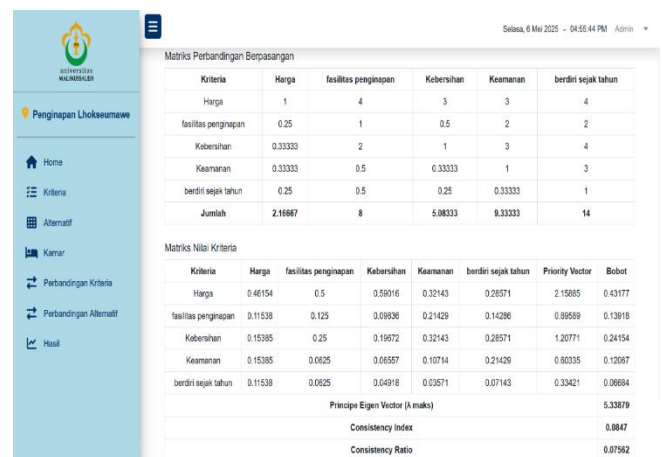 Selasa, 6 Mei 2025 - 04:55:44 PM Admin
UNIVERSITAS
MALIKUSSALEH
Penginapan Lhokseumawe
Home
Kriteria
Alternatif
Kamar
Perbandingan Kriteria
Perbandingan Alternatif
Hasil
Matriks Perbandingan Berpasangan
Kriteria Harga fasilitas penginapan Kebersihan Keamanan berdiri sejak tahun
Harga 1 4 3 3 4
fasilitas penginapan 0.25 1 0.5 2 2
Kebersihan 0.33333 2 1 3 4
Keamanan 0.33333 0.5 0.33333 1 3
berdiri sejak tahun 0.25 0.5 0.25 0.33333 1
Jumlah 2.16667 8 5.08333 9.33333 14
Matriks Nilai Kriteria
Kriteria Harga fasilitas penginapan Kebersihan Keamanan berdiri sejak tahun Priority Vector Bobot
Harga 0.46154 0.5 0.59016 0.32143 0.28571 2.15885 0.43177
fasilitas penginapan 0.11538 0.125 0.09836 0.21429 0.14286 0.69589 0.13918
Kebersihan 0.15385 0.25 0.19672 0.32143 0.28571 1.20771 0.24154
Keamanan 0.15385 0.0625 0.06557 0.10714 0.21429 0.60335 0.12067
berdiri sejak tahun 0.11538 0.0625 0.04918 0.03571 0.07143 0.33421 0.06684
Principe Eigen Vector (λ maks) 5.33879
Consistency Index 0.0847
Consistency Ratio 0.07562